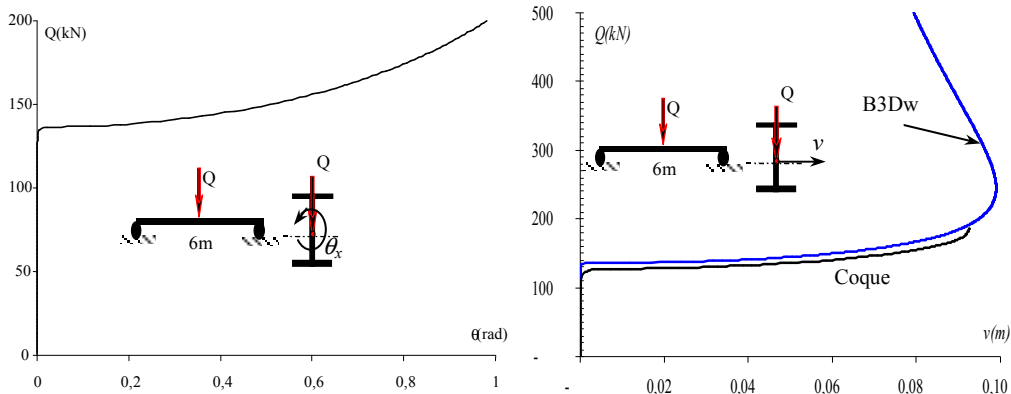 200
Q(kN)
150
100
50
0
0
0,2
0,4
0,6
0,8
1
θ(rad)
Q
6m
Q
θx
500
Q(kN)
400
300
200
100
-
-
0,02
0,04
0,06
0,08
0,10
v(m)
Q
6m
Q
v
B3Dw
Coque